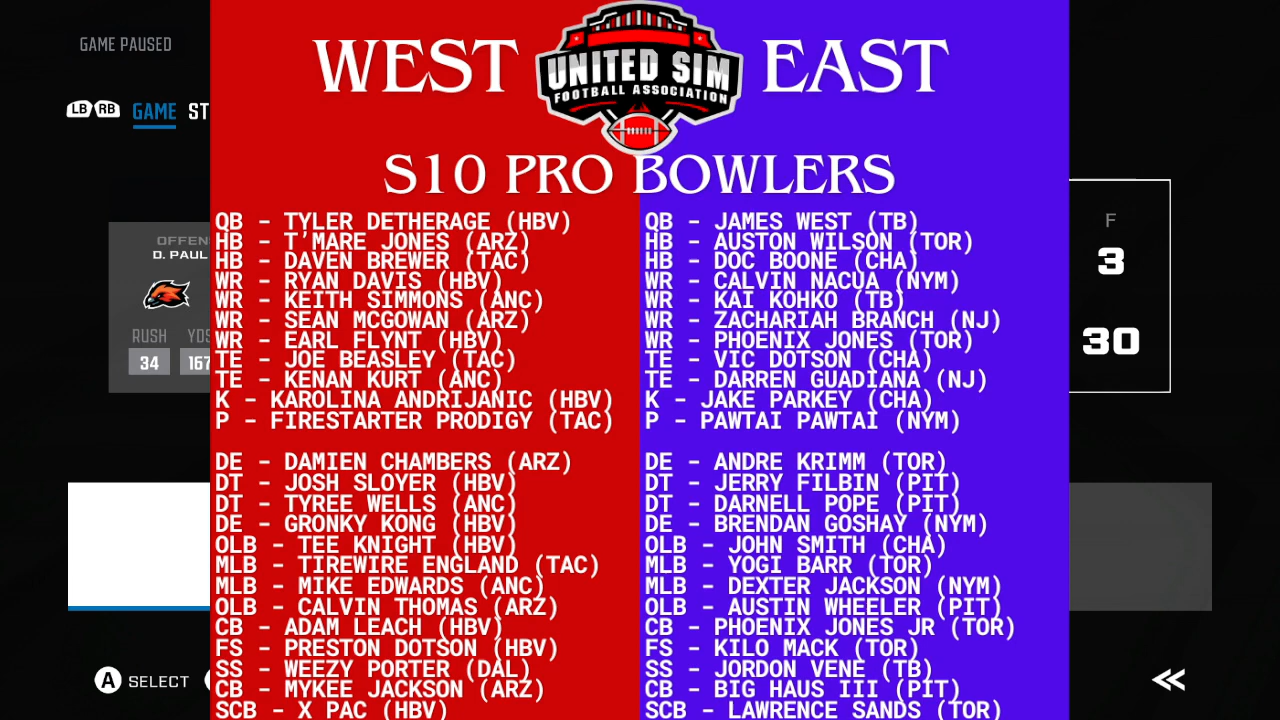 GAME PAUSED
WEST
UNITED SIM
FOOTBALL ASSOCIATION
EAST
LB RB GAME ST
S10 PRO BOWLERS
QB - TYLER DETHERAGE (HBV)
HB - T'MARE JONES (ARZ)
HB - DAVEN BREWER (TAC)
WR - RYAN DAVIS (HBV)
WR - KEITH SIMMONS (ANC)
WR - SEAN MCGOWAN (ARZ)
WR - EARL FLYNT (HBV)
TE - JOE BEASLEY (TAC)
TE - KENAN KURT (ANC)
K - KAROLINA ANDRIJANIC (HBV)
P - FIRESTARTER PRODIGY (TAC)
DE - DAMIEN CHAMBERS (ARZ)
DT - JOSH SLOYER (HBV)
DT - TYREE WELLS (ANC)
DE - GRONKY KONG (HBV)
OLB - TEE KNIGHT (HBV)
MLB - TIREWIRE ENGLAND (TAC)
MLB - MIKE EDWARDS (ANC)
OLB - CALVIN THOMAS (ARZ)
CB - ADAM LEACH (HBV)
FS - PRESTON DOTSON (HBV)
SS - WEEZY PORTER (DAL)
CB - MYKEE JACKSON (ARZ)
SCB - X PAC (HBV)
QB - JAMES WEST (TB)
HB - AUSTON WILSON (TOR)
HB - DOC BOONE (CHA)
WR - CALVIN NACUA (NYM)
WR - KAI KOHKO (TB)
WR - ZACHARIAH BRANCH (NJ)
WR - PHOENIX JONES (TOR)
TE - VIC DOTSON (CHA)
TE - DARREN GUADIANA (NJ)
K - JAKE PARKEY (CHA)
P - PAWTAI PAWTAI (NYM)
DE - ANDRE KRIMM (TOR)
DT - JERRY FILBIN (PIT)
DT - DARNELL POPE (PIT)
DE - BRENDAN GOSHAY (NYM)
OLB - JOHN SMITH (CHA)
MLB - YOGI BARR (TOR)
MLB - DEXTER JACKSON (NYM)
OLB - AUSTIN WHEELER (PIT)
CB - PHOENIX JONES JR (TOR)
FS - KILO MACK (TOR)
SS - JORDON VENE (TB)
CB - BIG HAUS III (PIT)
SCB - LAWRENCE SANDS (TOR)
OFFEN
D. PAUL
RUSH YDS
34 167
F
3
30
A SELECT